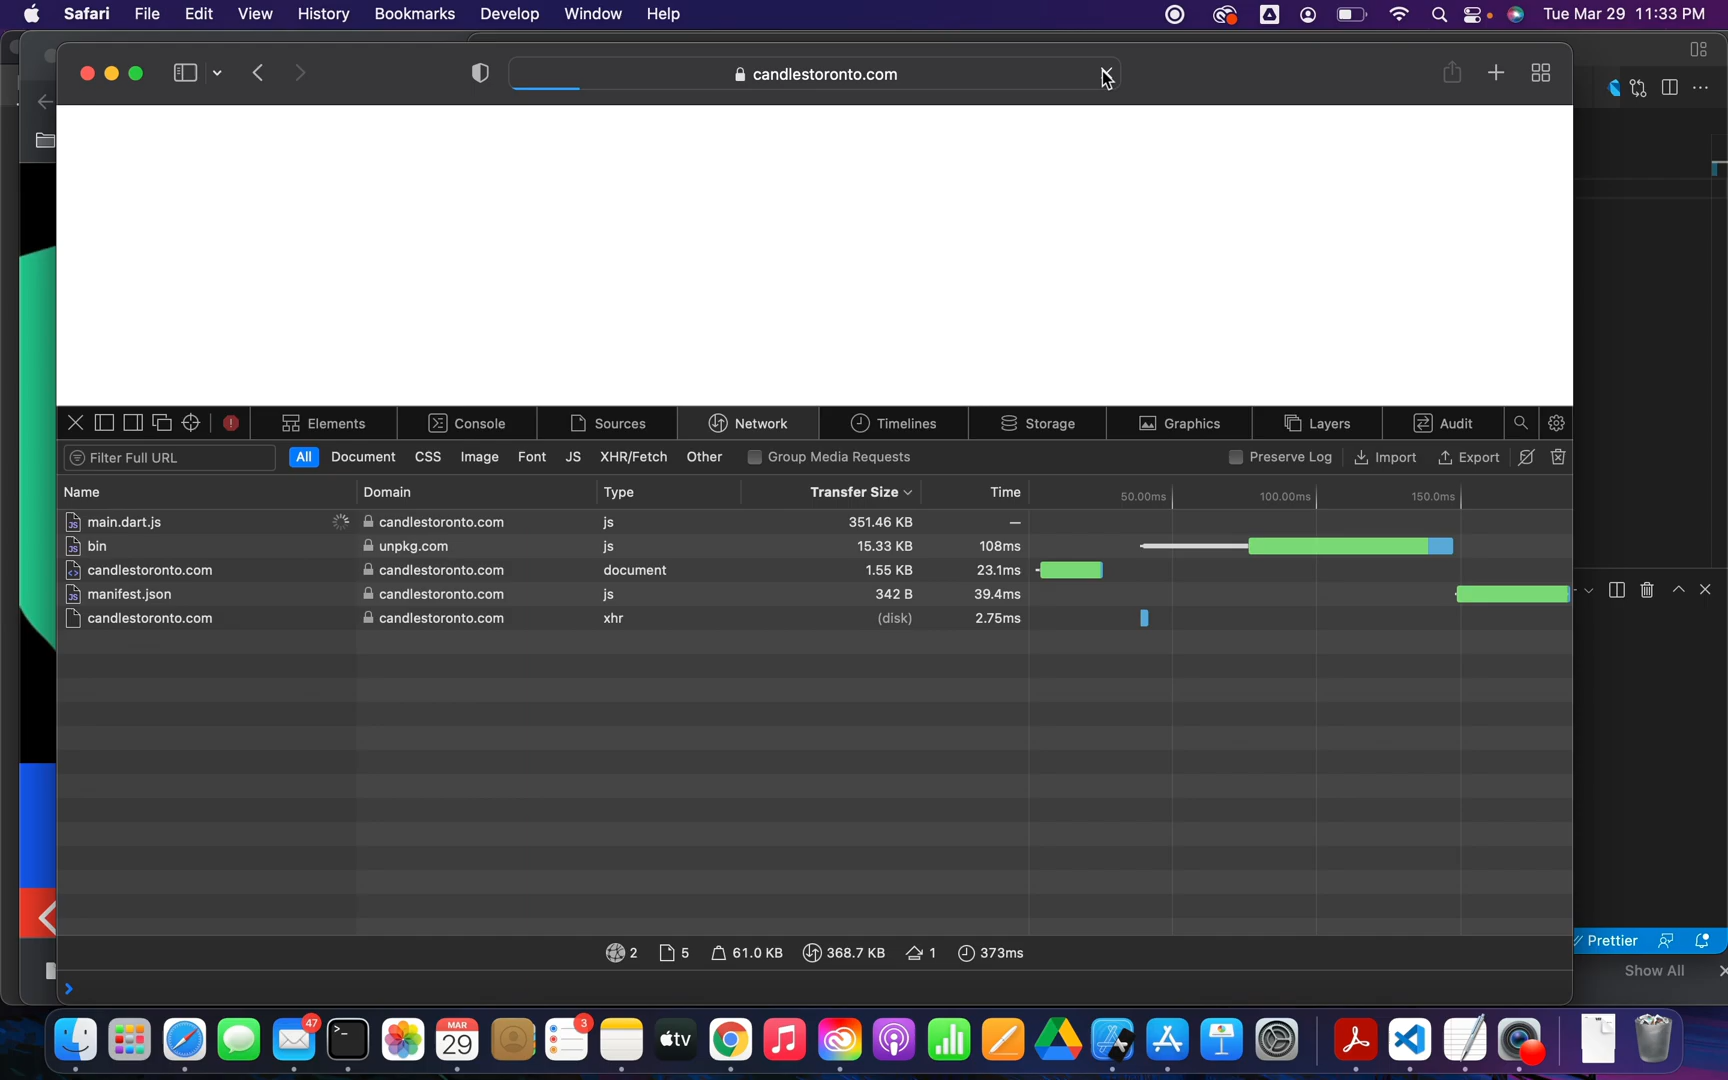 Safari File Edit View History Bookmarks Develop Window Help Tue Mar 29 11:33 PM
candlestoronto.com
Elements Console Sources Network Timelines Storage Graphics Layers Audit
Filter Full URL All Document CSS Image Font JS XHR/Fetch Other Group Media Requests Preserve Log Import Export
Name Domain Type Transfer Size Time 50.00ms 100.00ms 150.0ms
main.dart.js candlestoronto.com js 351.46 KB —
bin unpkg.com js 15.33 KB 108ms
candlestoronto.com candlestoronto.com document 1.55 KB 23.1ms
manifest.json candlestoronto.com js 342 B 39.4ms
candlestoronto.com candlestoronto.com xhr (disk) 2.75ms
Prettier
2 5 61.0 KB 368.7 KB 1 373ms
Show All
47 MAR 29 3 tv